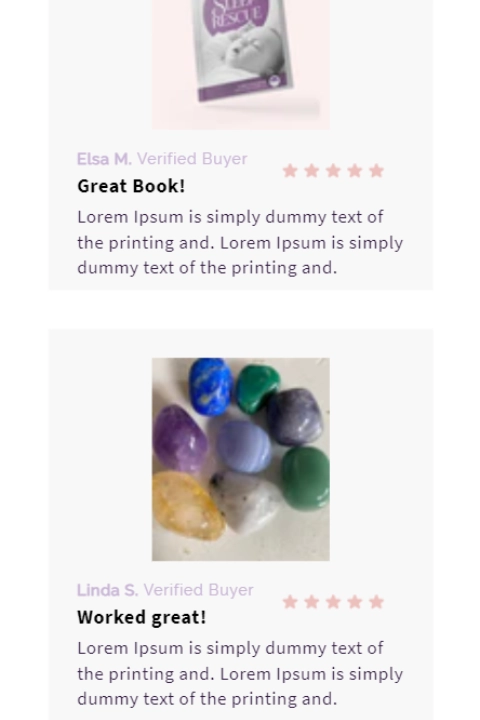 SLEEP
RESCUE
Elsa M. Verified Buyer
Great Book!
Lorem Ipsum is simply dummy text of
the printing and. Lorem Ipsum is simply
dummy text of the printing and.
Linda S. Verified Buyer
Worked great!
Lorem Ipsum is simply dummy text of
the printing and. Lorem Ipsum is simply
dummy text of the printing and.